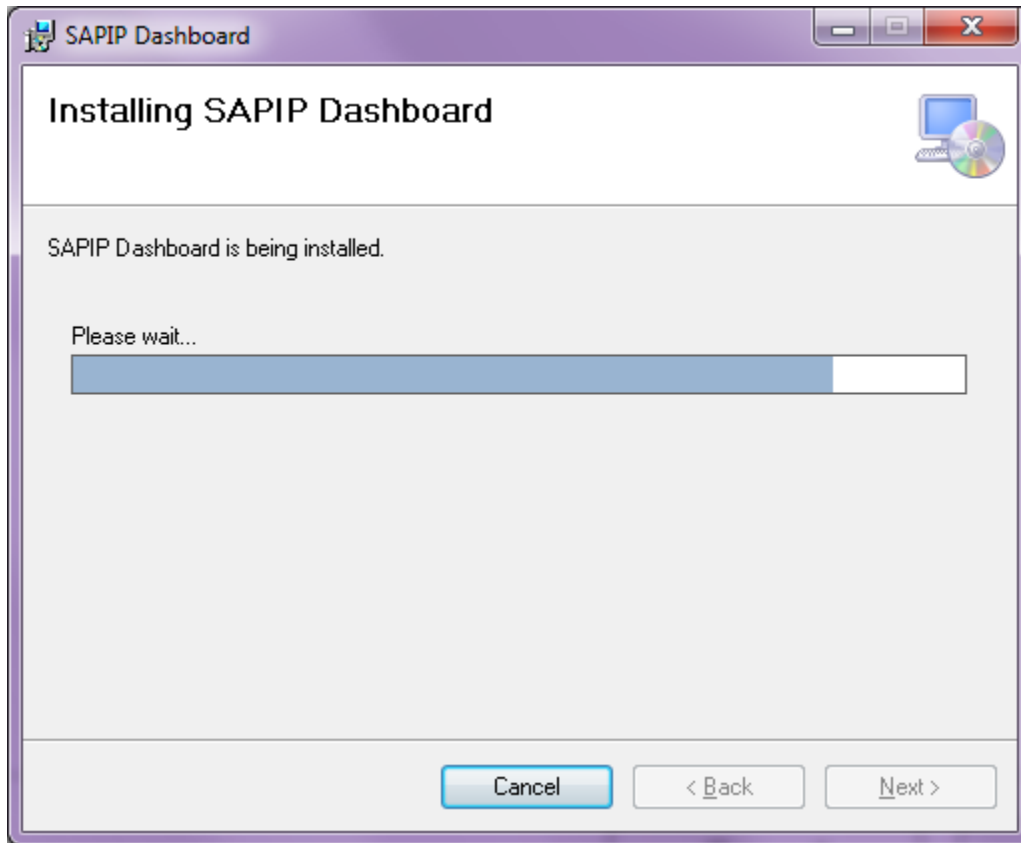 SAPIP Dashboard
Installing SAPIP Dashboard
SAPIP Dashboard is being installed.
Please wait...
Cancel
< Back
Next >